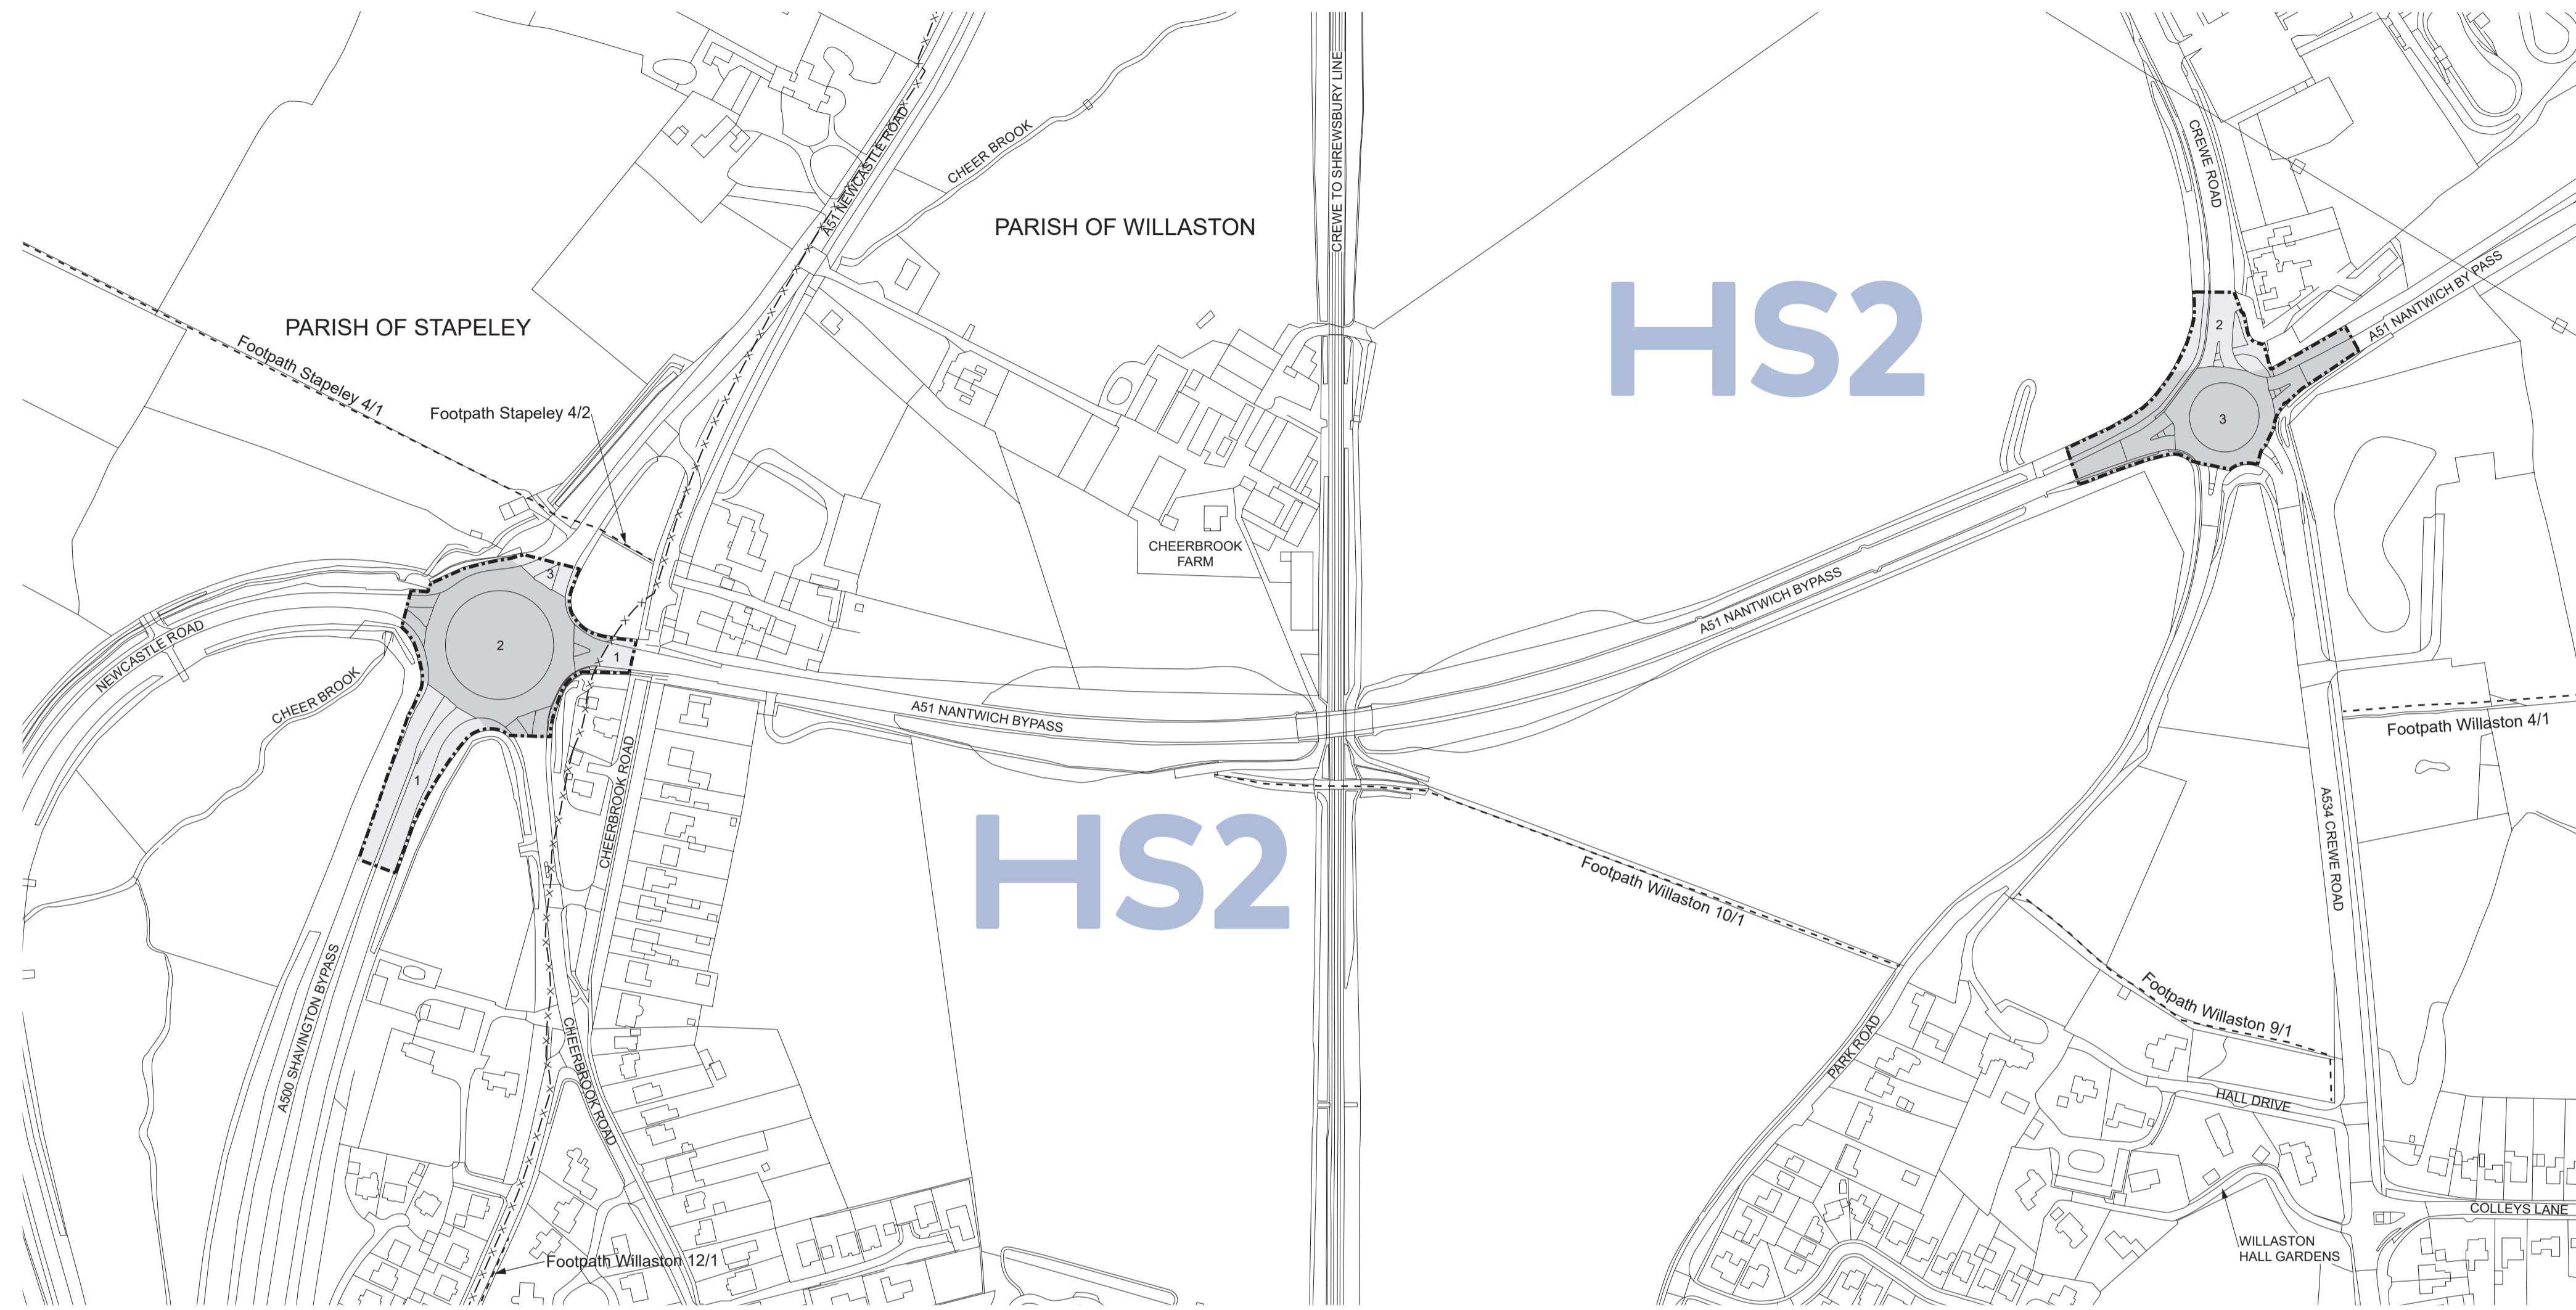 CREWE TO SHREWSBURY LINE
A51 NEWCASTLE ROAD
CHEER BROOK
CREWE ROAD
PARISH OF WILLASTON
HS2
A51 NANTWICH BY PASS
PARISH OF STAPELEY
2
Footpath Stapeley 4/1
Footpath Stapeley 4/2
3
CHEERBROOK
FARM
3
A51 NANTWICH BYPASS
2
1
NEWCASTLE ROAD
CHEER BROOK
A51 NANTWICH BYPASS
Footpath Willaston 4/1
1
CHEERBROOK ROAD
HS2
A534 CREWE ROAD
Footpath Willaston 10/1
A500 SHAVINGTON BYPASS
Footpath Willaston 9/1
CHEERBROOK ROAD
PARK ROAD
HALL DRIVE
COLLEYS LANE
WILLASTON
HALL GARDENS
Footpath Willaston 12/1